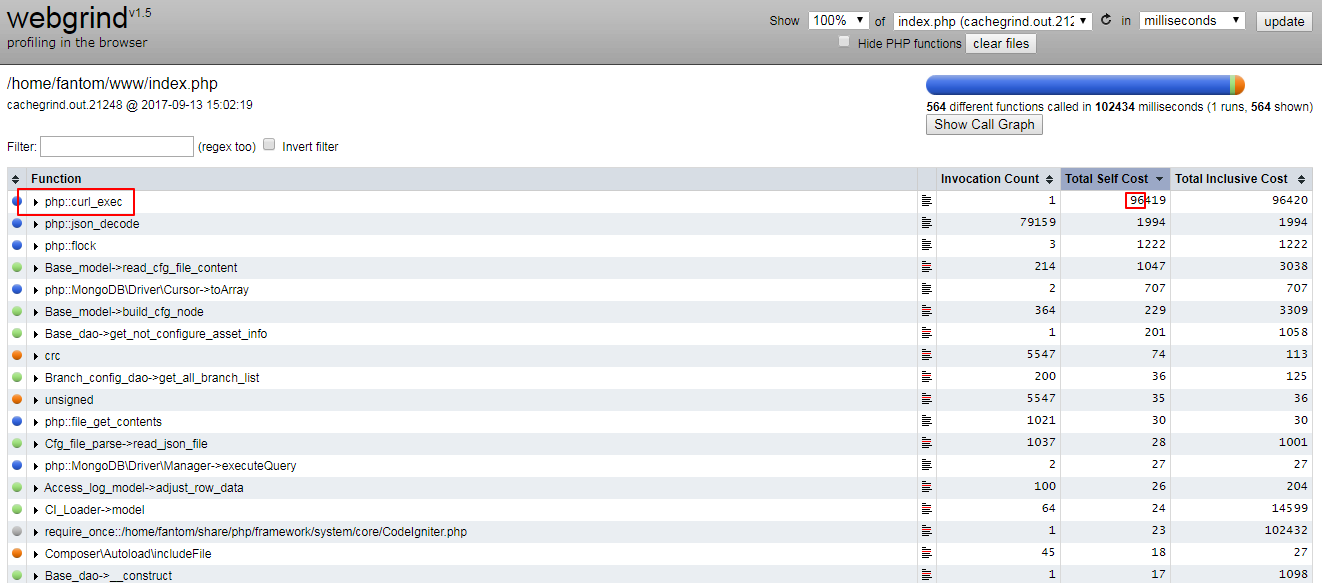 webgrind v1.5
profiling in the browser
Show 100% of index.php (cachegrind.out.212 in milliseconds update
Hide PHP functions clear files
/home/fantom/www/index.php
cachegrind.out.21248 @ 2017-09-13 15:02:19
564 different functions called in 102434 milliseconds (1 runs, 564 shown)
Show Call Graph
Filter: (regex too) Invert filter
Function Invocation Count Total Self Cost Total Inclusive Cost
php::curl_exec 1 96419 96420
php::json_decode 79159 1994 1994
php::flock 3 1222 1222
Base_model->read_cfg_file_content 214 1047 3038
php::MongoDB\Driver\Cursor->toArray 2 707 707
Base_model->build_cfg_node 364 229 3309
Base_dao->get_not_configure_asset_info 1 201 1058
crc 5547 74 113
Branch_config_dao->get_all_branch_list 200 36 125
unsigned 5547 35 36
php::file_get_contents 1021 30 30
Cfg_file_parse->read_json_file 1037 28 1001
php::MongoDB\Driver\Manager->executeQuery 2 27 27
Access_log_model->adjust_row_data 100 26 204
CI_Loader->model 64 24 14599
require_once::/home/fantom/share/php/framework/system/core/CodeIgniter.php 1 23 102432
Composer\Autoload\includeFile 45 18 27
Base_dao->__construct 1 17 1098